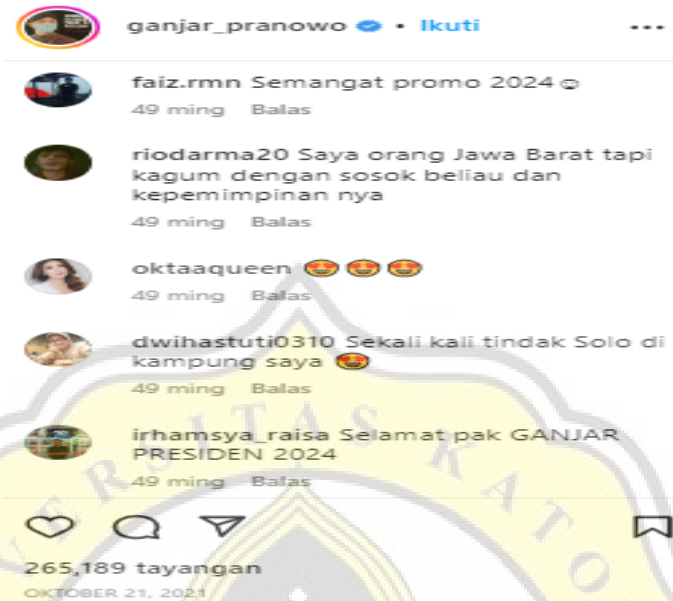 ganjar_pranowo • Ikuti
faiz.rmn Semangat promo 2024
49 ming Balas
riodarma20 Saya orang Jawa Barat tapi
kagum dengan sosok beliau dan
kepemimpinan nya
49 ming Balas
oktaaqueen 😍😍😍
49 ming Balas
dwihastuti0310 Sekali kali tindak Solo di
kampung saya 😍
49 ming Balas
irhamsya_raisa Selamat pak GANJAR
PRESIDEN 2024
49 ming Balas
265,189 tayangan
OKTOBER 21, 2021
ERSITAS KATO